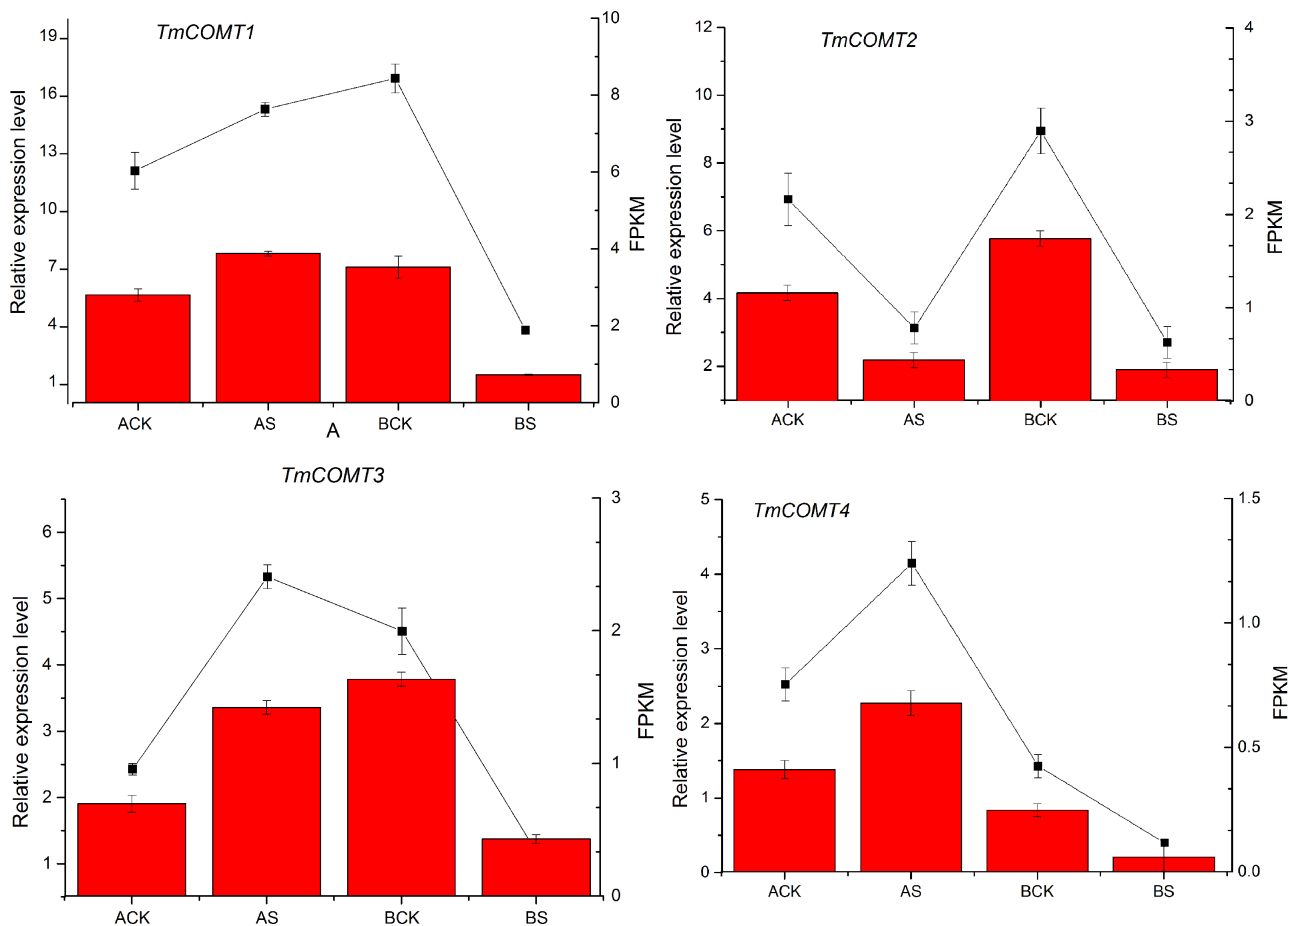 TmCOMT1
Relative expression level
19
16
13
10
7
4
1
10
8
6
4
2
0
FPKM
ACK AS BCK BS
A
TmCOMT2
Relative expression level
12
10
8
6
4
2
4
3
2
1
0
FPKM
ACK AS BCK BS
TmCOMT3
Relative expression level
6
5
4
3
2
1
3
2
1
0
FPKM
ACK AS BCK BS
TmCOMT4
Relative expression level
5
4
3
2
1
0
1.5
1.0
0.5
0.0
FPKM
ACK AS BCK BS